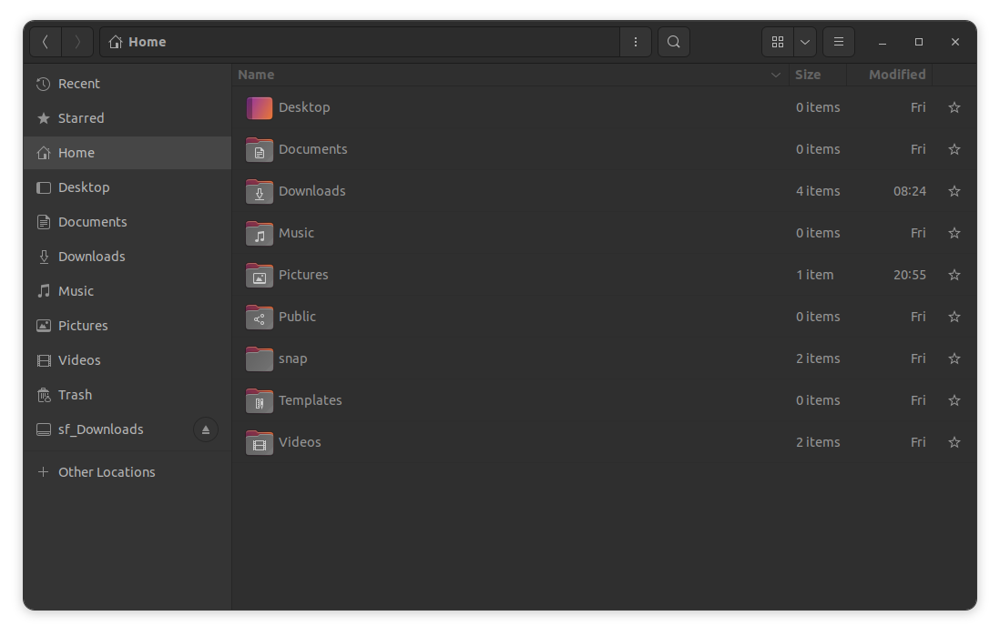 Home
Name Size Modified
Recent
Starred
Home
Desktop
Documents
Downloads
Music
Pictures
Videos
Trash
sf_Downloads
Other Locations
Desktop 0 items Fri
Documents 0 items Fri
Downloads 4 items 08:24
Music 0 items Fri
Pictures 1 item 20:55
Public 0 items Fri
snap 2 items Fri
Templates 0 items Fri
Videos 2 items Fri